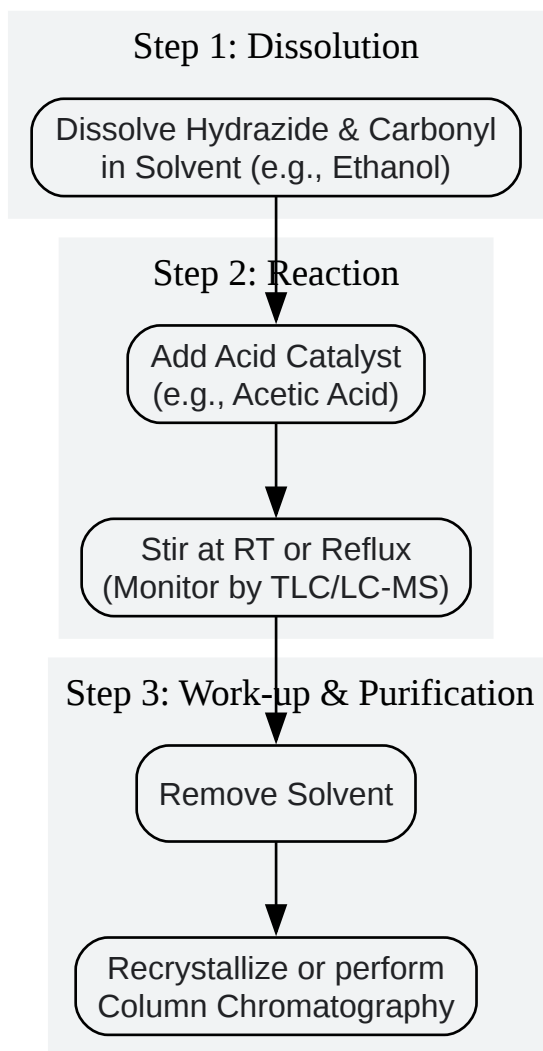 Step 1: Dissolution
Dissolve Hydrazide & Carbonyl
in Solvent (e.g., Ethanol)
Step 2: Reaction
Add Acid Catalyst
(e.g., Acetic Acid)
Stir at RT or Reflux
(Monitor by TLC/LC-MS)
Step 3: Work-up & Purification
Remove Solvent
Recrystallize or perform
Column Chromatography